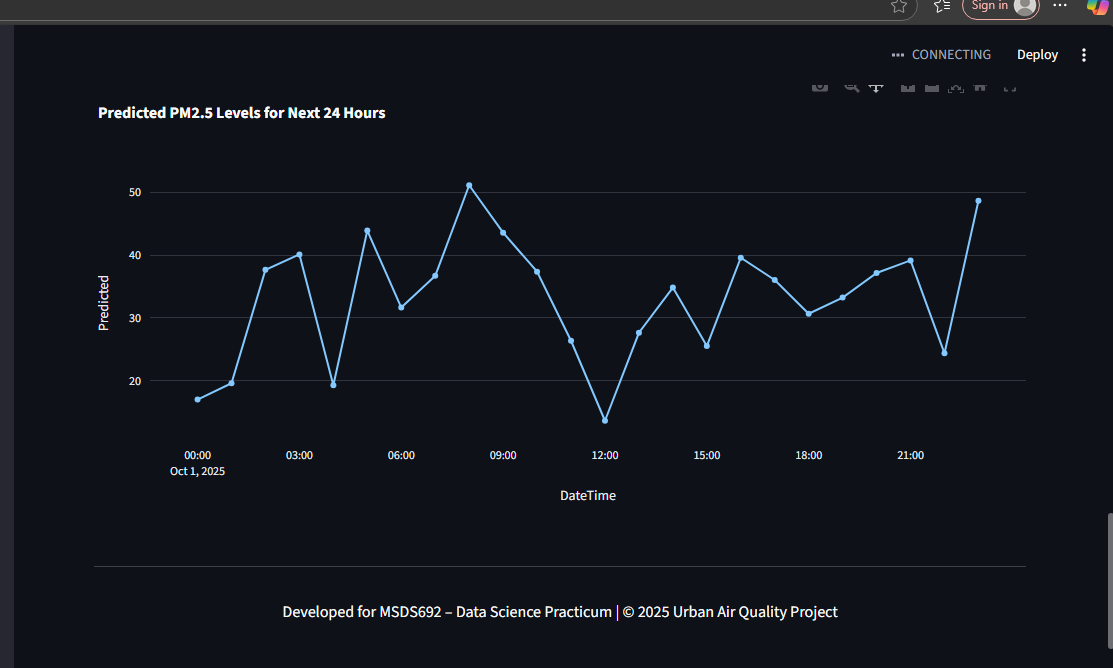 Sign in
CONNECTING
Deploy
Predicted PM2.5 Levels for Next 24 Hours
50
40
30
20
Predicted
00:00 03:00 06:00 09:00 12:00 15:00 18:00 21:00
Oct 1, 2025
DateTime
Developed for MSDS692 – Data Science Practicum | © 2025 Urban Air Quality Project